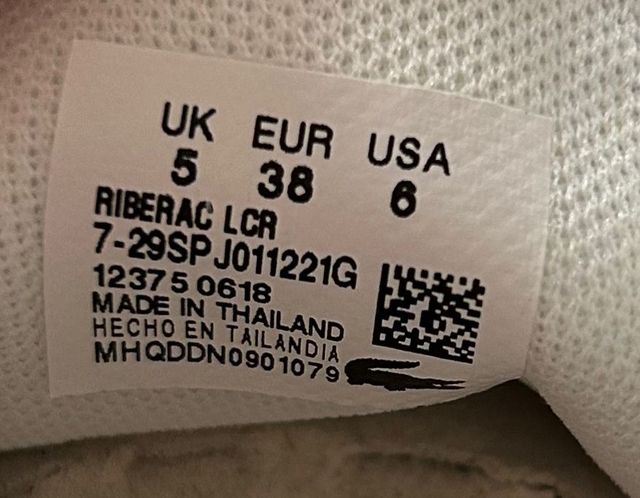 UK EUR USA
5 38 6
RIBERAC LCR
7-29SPJ011221G
12375 0618
MADE IN THAILAND
HECHO EN TAILANDIA
MHQDDN0901079